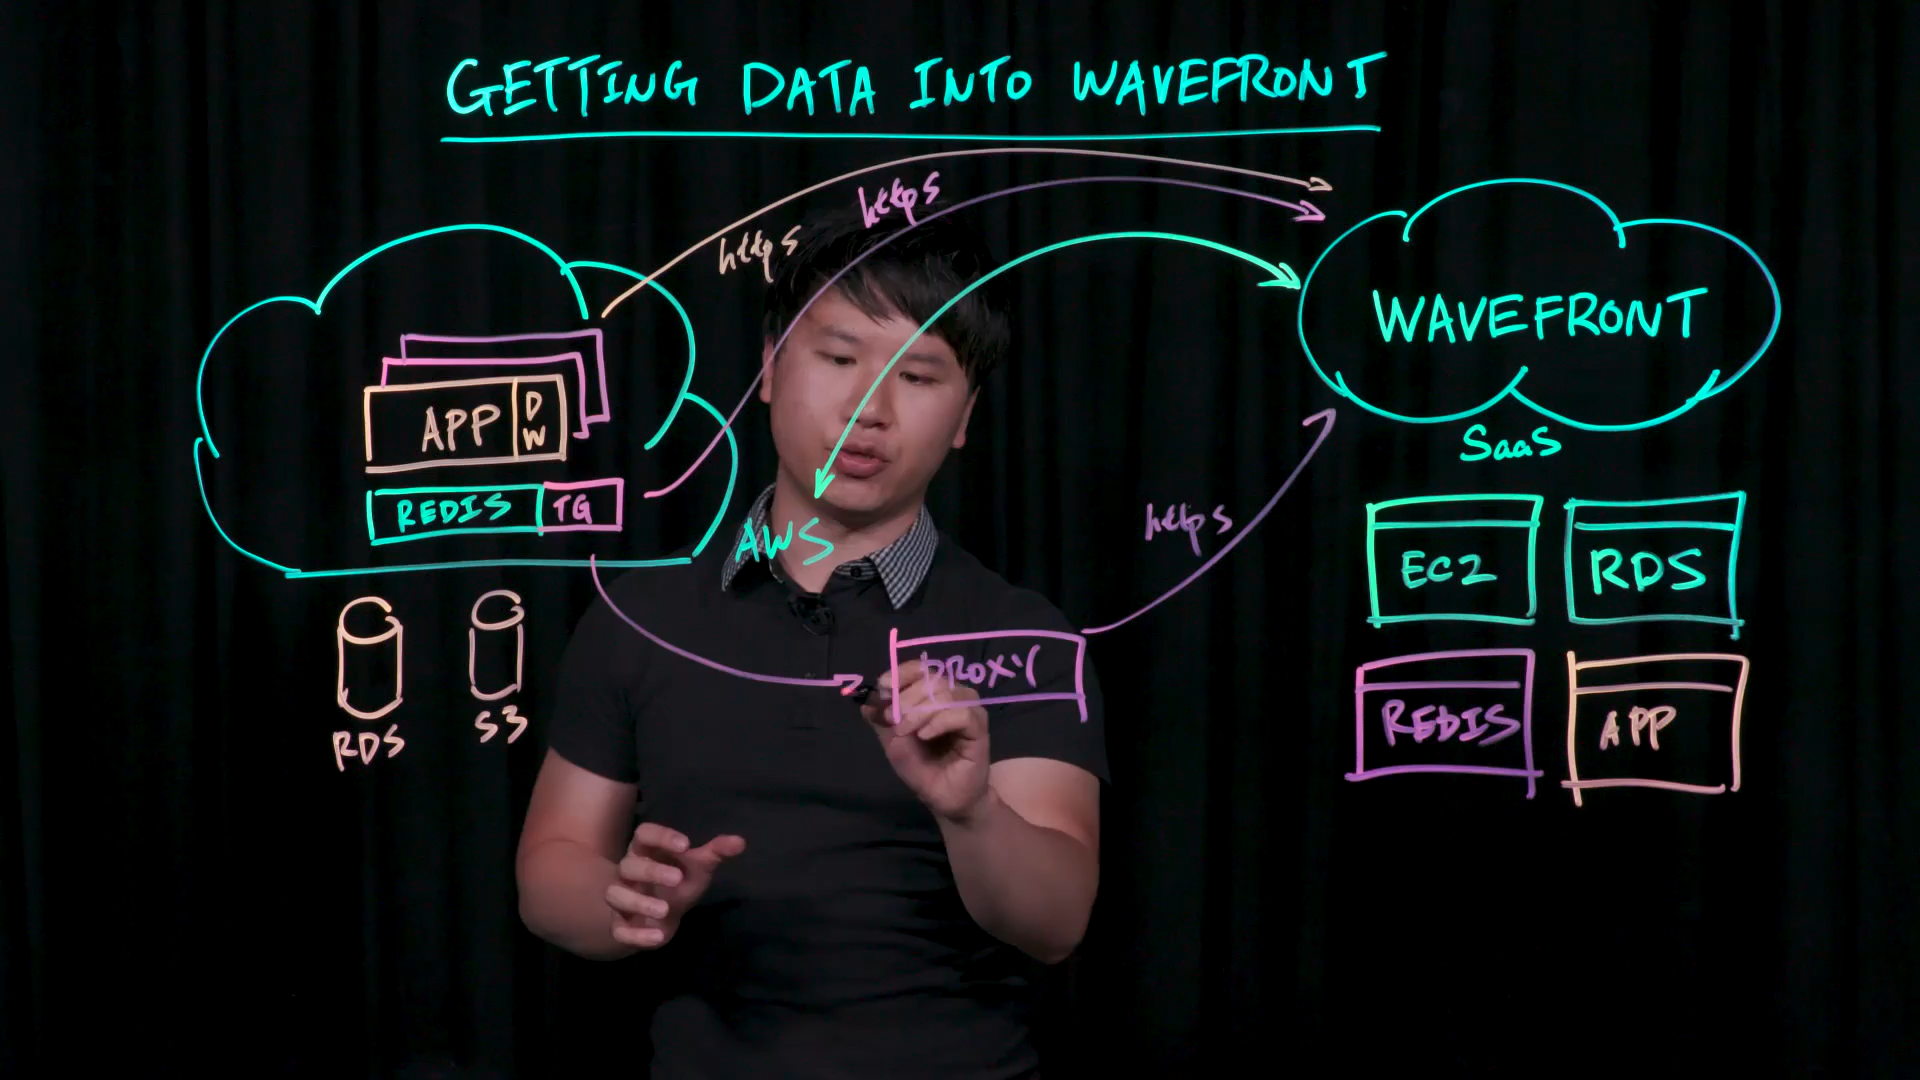 GETTING DATA INTO WAVEFRONT
https
https
WAVEFRONT
SaaS
APP
DW
REDIS
TG
AWS
https
PROXY
RDS
S3
EC2
RDS
REDIS
APP